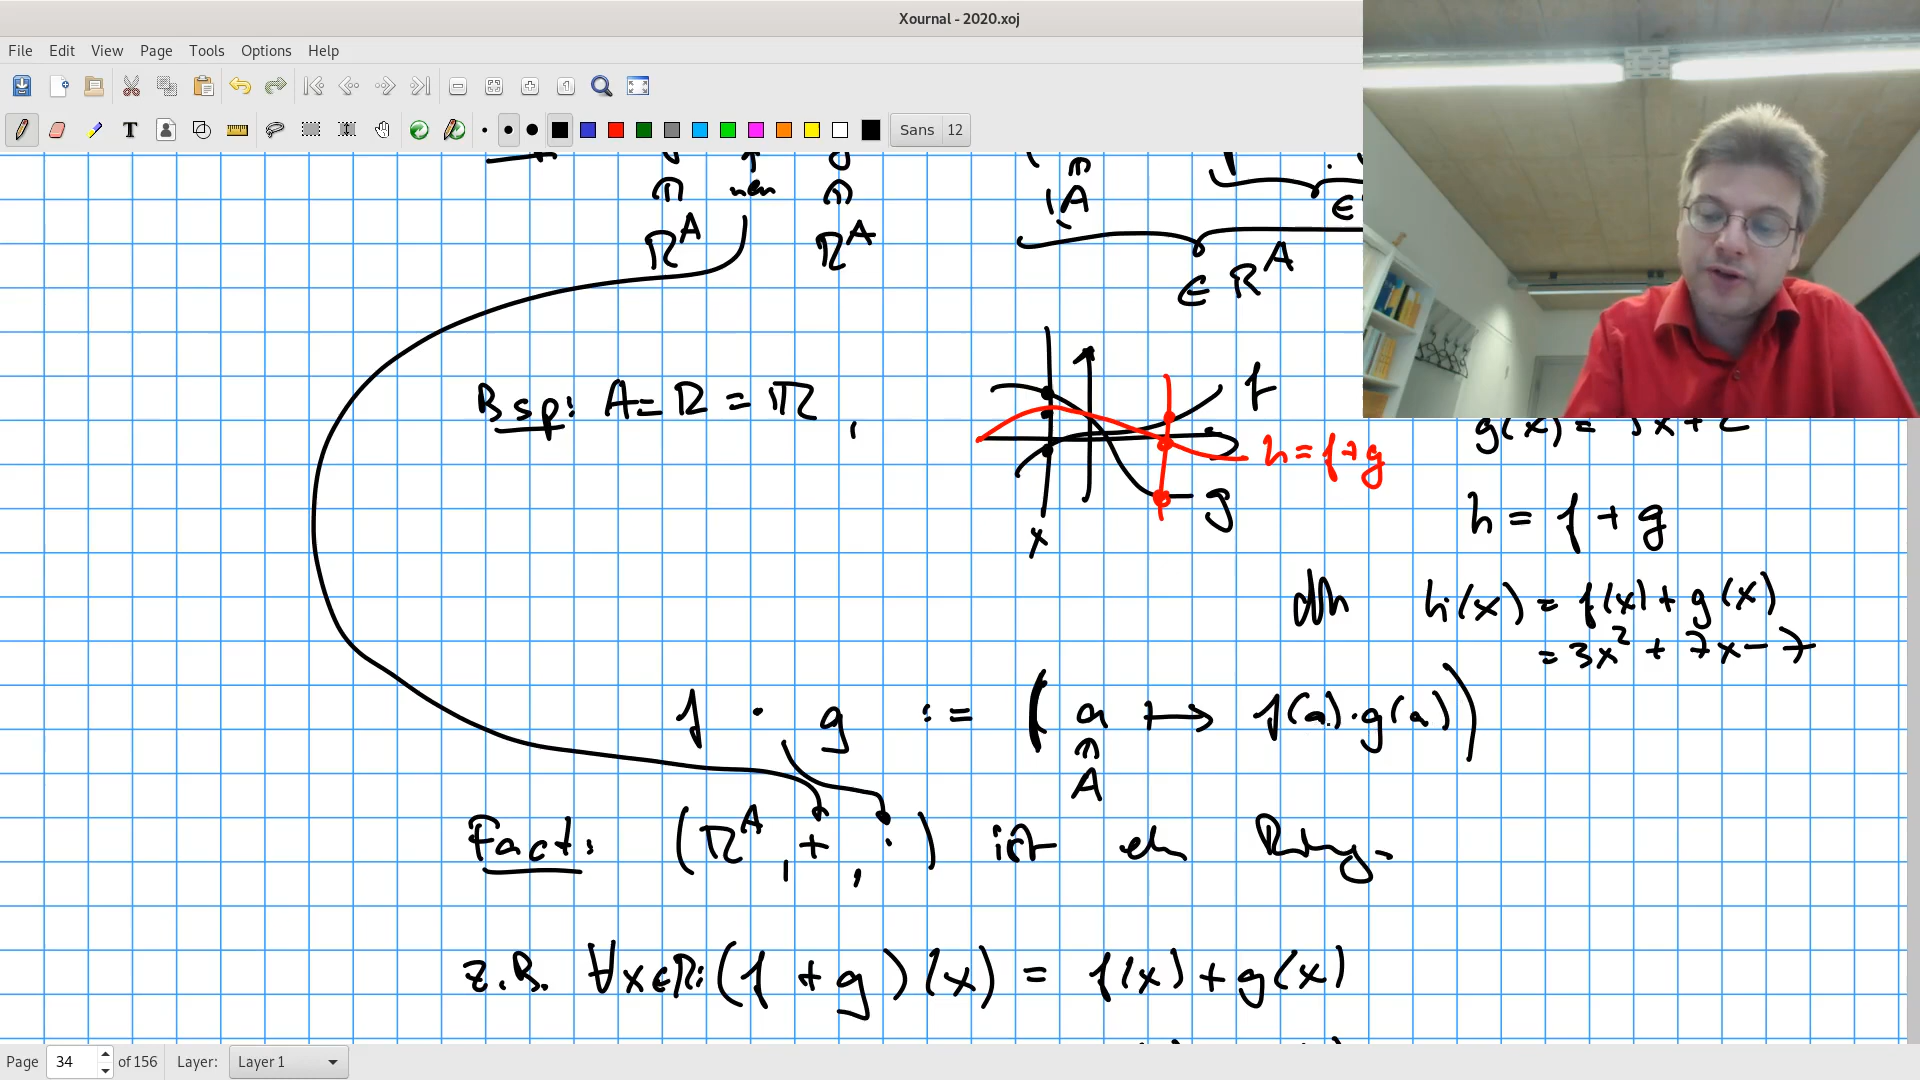 Xournal - 2020.xoj
File Edit View Page Tools Options Help
Sans 12
A
∈
R^A R^A
∈ R^A
Bsp: A = R = ℝ,
f
g(x) = 3x + 2
h = f + g
g
h = f + g
x
dh h(x) = f(x) + g(x)
= 3x² + 7x − 7
f · g := (a ↦ f(a)·g(a))
A
Fact: (R^A, +, ·) ist ein Ring.
z.B. ∀x∈R: (f + g)(x) = f(x) + g(x)
Page 34 of 156 Layer: Layer 1